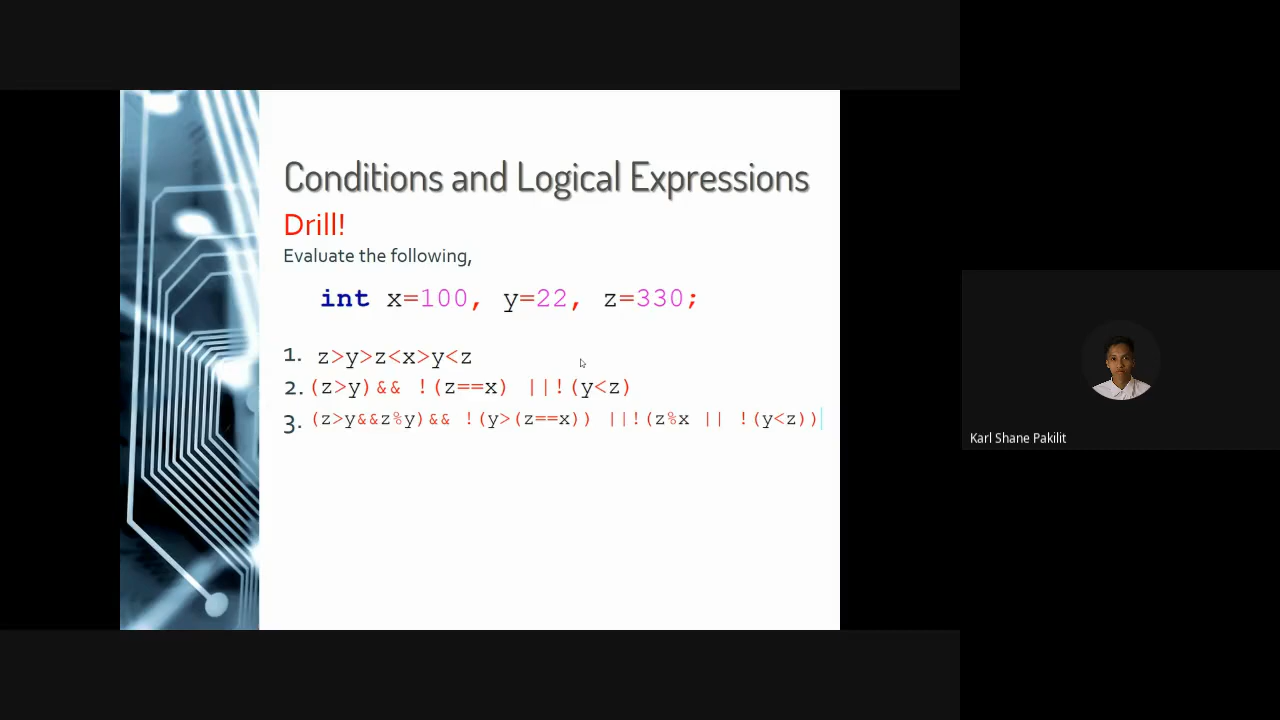 Conditions and Logical Expressions
Drill!
Evaluate the following,
int x=100, y=22, z=330;
1. z>y>z<x>y<z
2. (z>y)&& !(z==x) ||!(y<z)
3. (z>y&&z%y)&& !(y>(z==x)) ||!(z%x || !(y<z))
Karl Shane Pakilit